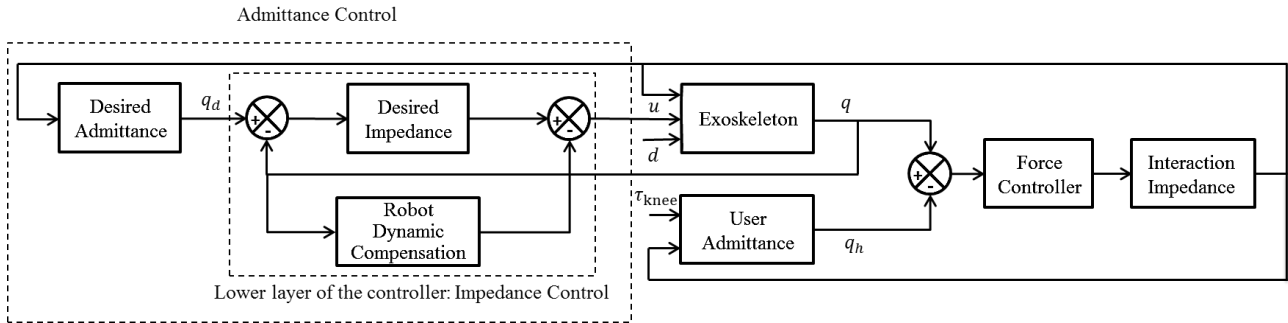 Admittance Control
Desired
Admittance
q_d
+
-
Desired
Impedance
+
-
u
d
Exoskeleton
q
+
-
Force
Controller
Interaction
Impedance
Robot
Dynamic
Compensation
τ_knee
User
Admittance
q_h
Lower layer of the controller: Impedance Control